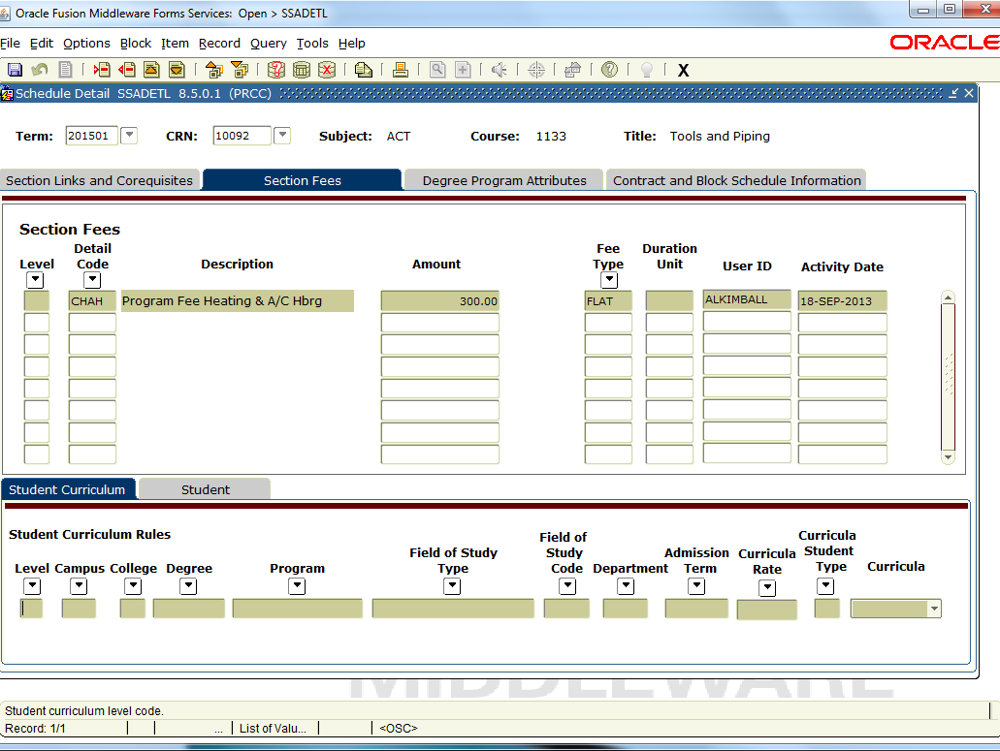 Oracle Fusion Middleware Forms Services:  Open > SSADETL
File Edit Options Block Item Record Query Tools Help
ORACLE
X
Schedule Detail  SSADETL  8.5.0.1  (PRCC)
Term: 201501 CRN: 10092 Subject: ACT Course: 1133 Title: Tools and Piping
Section Links and Corequisites Section Fees Degree Program Attributes Contract and Block Schedule Information
Section Fees
Level Detail Code Description Amount Fee Type Duration Unit User ID Activity Date
CHAH Program Fee Heating & A/C Hbrg 300.00 FLAT ALKIMBALL 18-SEP-2013
Student Curriculum Student
Student Curriculum Rules
Level Campus College Degree Program Field of Study Type Field of Study Code Department Admission Term Curricula Rate Curricula Student Type Curricula
MIDDLEWARE
Student curriculum level code.
Record: 1/1 ... List of Valu... <OSC>